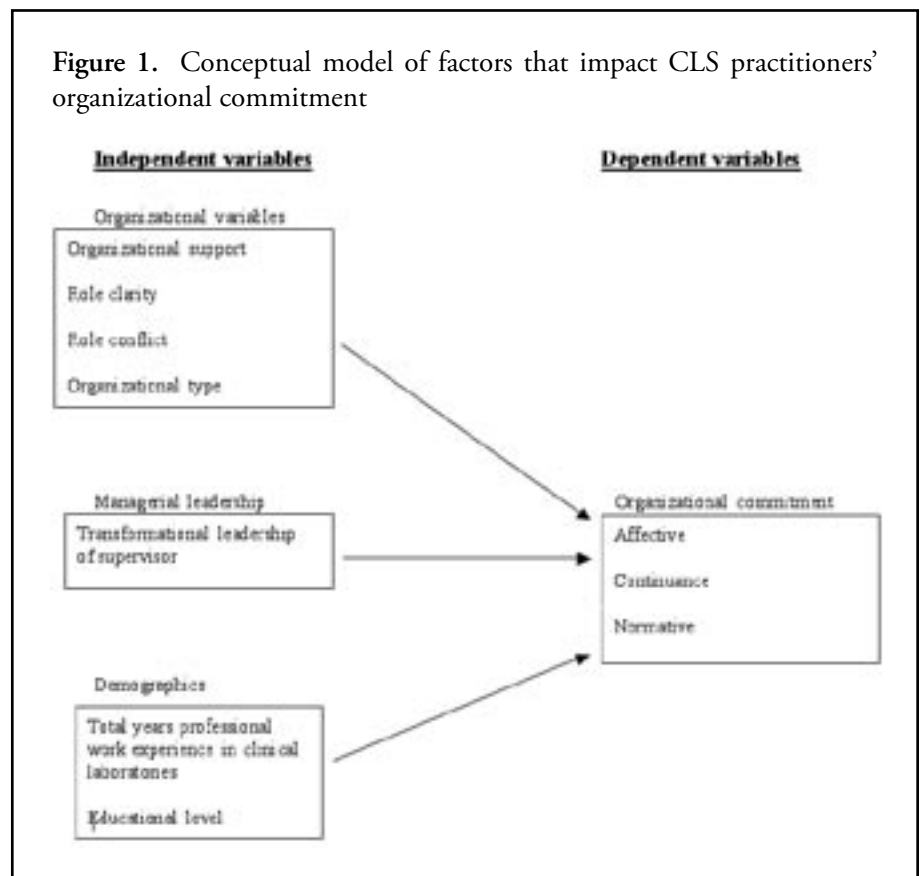 Figure 1. Conceptual model of factors that impact CLS practitioners'
organizational commitment
Independent variables
Dependent variables
Organizational variables
Organizational support
Role clarity
Role conflict
Organizational type
Managerial leadership
Transformational leadership
of supervisor
Organizational commitment
Affective
Continuance
Normative
Demographics
Total years professional
work experience in clinical
laboratories
Educational level